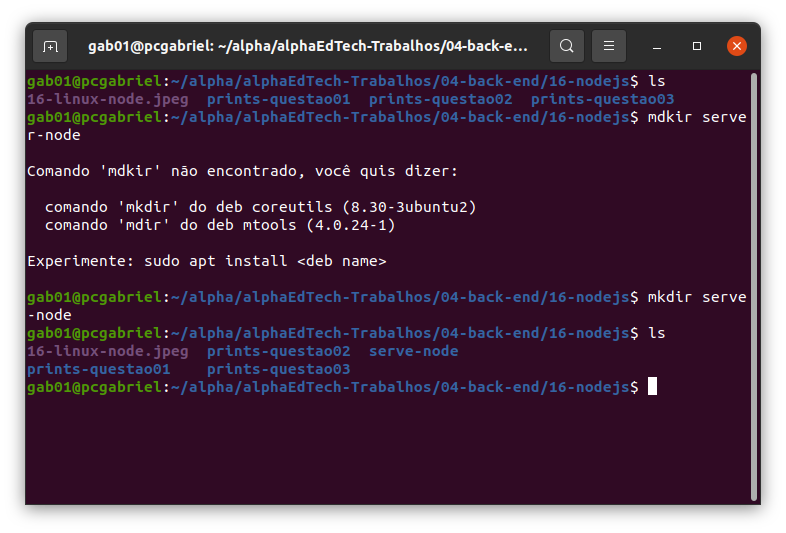 gab01@pcgabriel: ~/alpha/alphaEdTech-Trabalhos/04-back-e...
gab01@pcgabriel:~/alpha/alphaEdTech-Trabalhos/04-back-end/16-nodejs$ ls
16-linux-node.jpeg  prints-questao01  prints-questao02  prints-questao03
gab01@pcgabriel:~/alpha/alphaEdTech-Trabalhos/04-back-end/16-nodejs$ mdkir serve
r-node
Comando 'mdkir' não encontrado, você quis dizer:
  comando 'mkdir' do deb coreutils (8.30-3ubuntu2)
  comando 'mdir' do deb mtools (4.0.24-1)
Experimente: sudo apt install <deb name>
gab01@pcgabriel:~/alpha/alphaEdTech-Trabalhos/04-back-end/16-nodejs$ mkdir serve
-node
gab01@pcgabriel:~/alpha/alphaEdTech-Trabalhos/04-back-end/16-nodejs$ ls
16-linux-node.jpeg  prints-questao02  serve-node
prints-questao01    prints-questao03
gab01@pcgabriel:~/alpha/alphaEdTech-Trabalhos/04-back-end/16-nodejs$